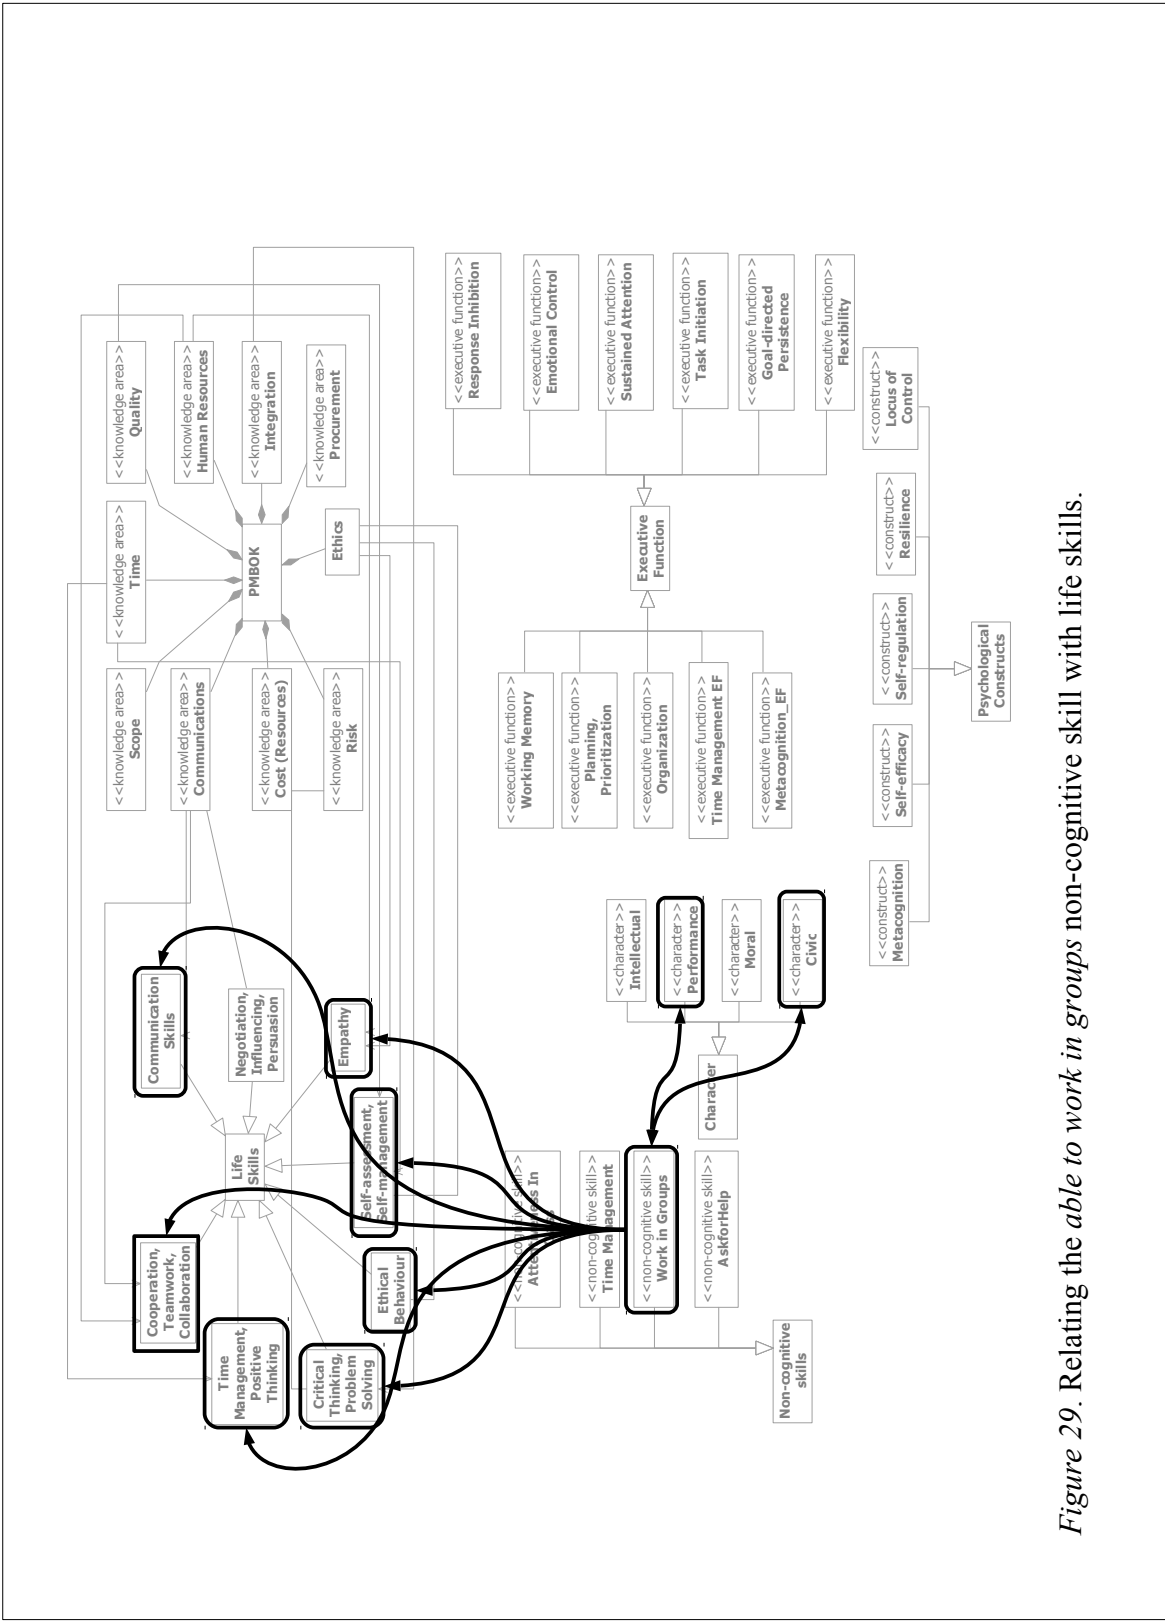 <<knowledge area>>
Scope
<<knowledge area>>
Time
<<knowledge area>>
Quality
<<knowledge area>>
Communications
<<knowledge area>>
Human Resources
<<knowledge area>>
Cost (Resources)
PMBOK
<<knowledge area>>
Integration
<<knowledge area>>
Risk
Ethics
<<knowledge area>>
Procurement
Cooperation,
Teamwork,
Collaboration
Communication
Skills
Time
Management,
Positive
Thinking
Life
Skills
Negotiation,
Influencing,
Persuasion
Critical
Thinking,
Problem
Solving
Ethical
Behaviour
Self-assessment,
Self-management
Empathy
<<executive function>>
Response Inhibition
<<executive function>>
Emotional Control
<<executive function>>
Sustained Attention
<<executive function>>
Task Initiation
<<executive function>>
Goal-directed
Persistence
<<executive function>>
Flexibility
Executive
Function
<<executive function>>
Working Memory
<<executive function>>
Planning,
Prioritization
<<executive function>>
Organization
<<executive function>>
Time Management EF
<<executive function>>
Metacognition_EF
<<non-cognitive skill>>
In
<<non-cognitive skill>>
Time Management
<<non-cognitive skill>>
Work in Groups
<<non-cognitive skill>>
AskforHelp
Non-cognitive
skills
Character
<<character>>
Intellectual
<<character>>
Performance
<<character>>
Moral
<<character>>
Civic
<<construct>>
Metacognition
<<construct>>
Self-efficacy
<<construct>>
Self-regulation
<<construct>>
Resilience
<<construct>>
Locus of
Control
Psychological
Constructs
Figure 29. Relating the able to work in groups non-cognitive skill with life skills.